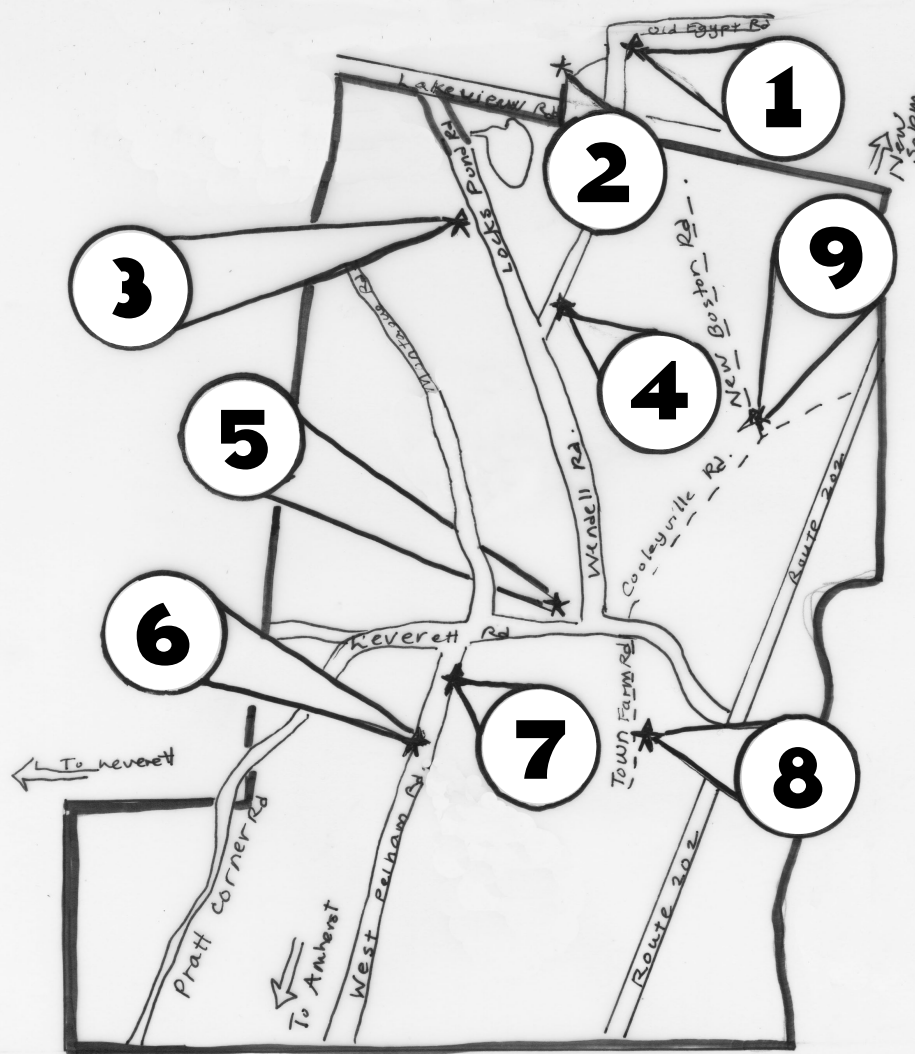 Old Egypt Rd
1
Lakeview Rd
New
2
Locks Pond Rd
9
3
New Boston Rd.
Montague Rd
4
5
Cooleyville Rd.
Wendell Rd.
Route 202
6
Leverett Rd
7
Town Farm Rd
8
To Leverett
West Pelham Rd.
Pratt Corner Rd
Route 202
To Amherst